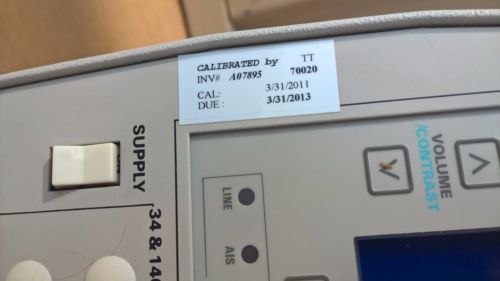 CALIBRATED by TT
INV# A07895 70020
CAL: 3/31/2011
DUE: 3/31/2013
SUPPLY
34 & 140
VOLUME
/CONTRAST
LINE
AIS